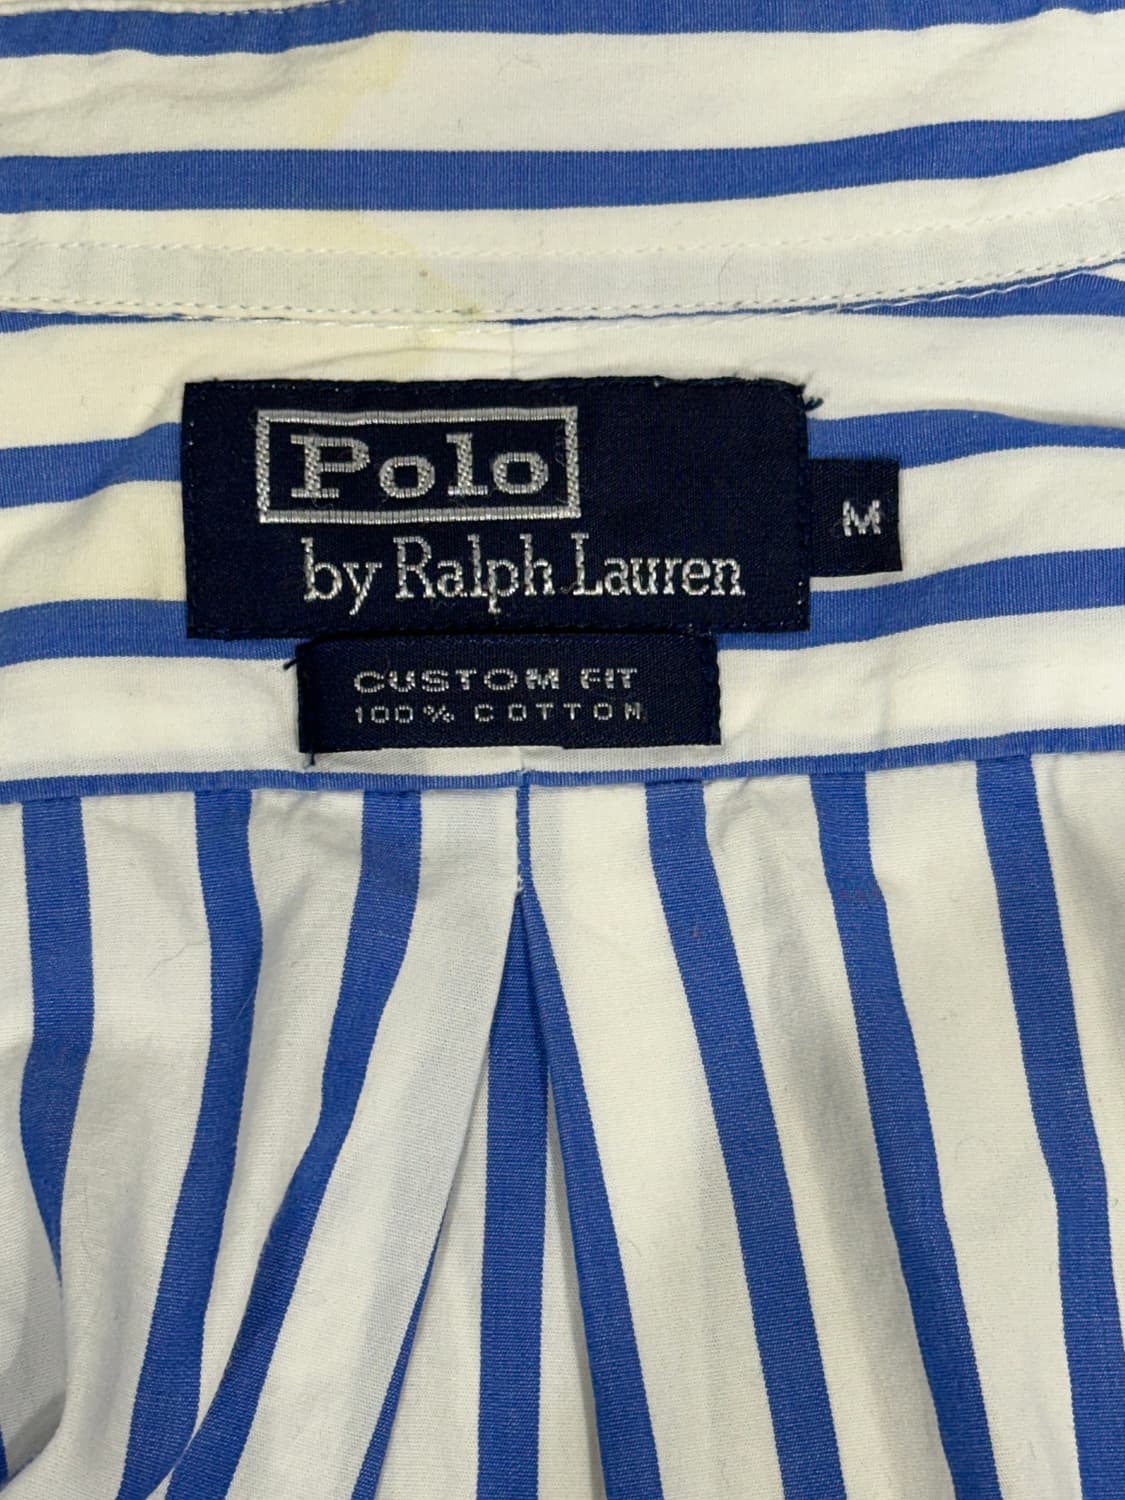 Polo
by Ralph Lauren
M
CUSTOM FIT
100% COTTON